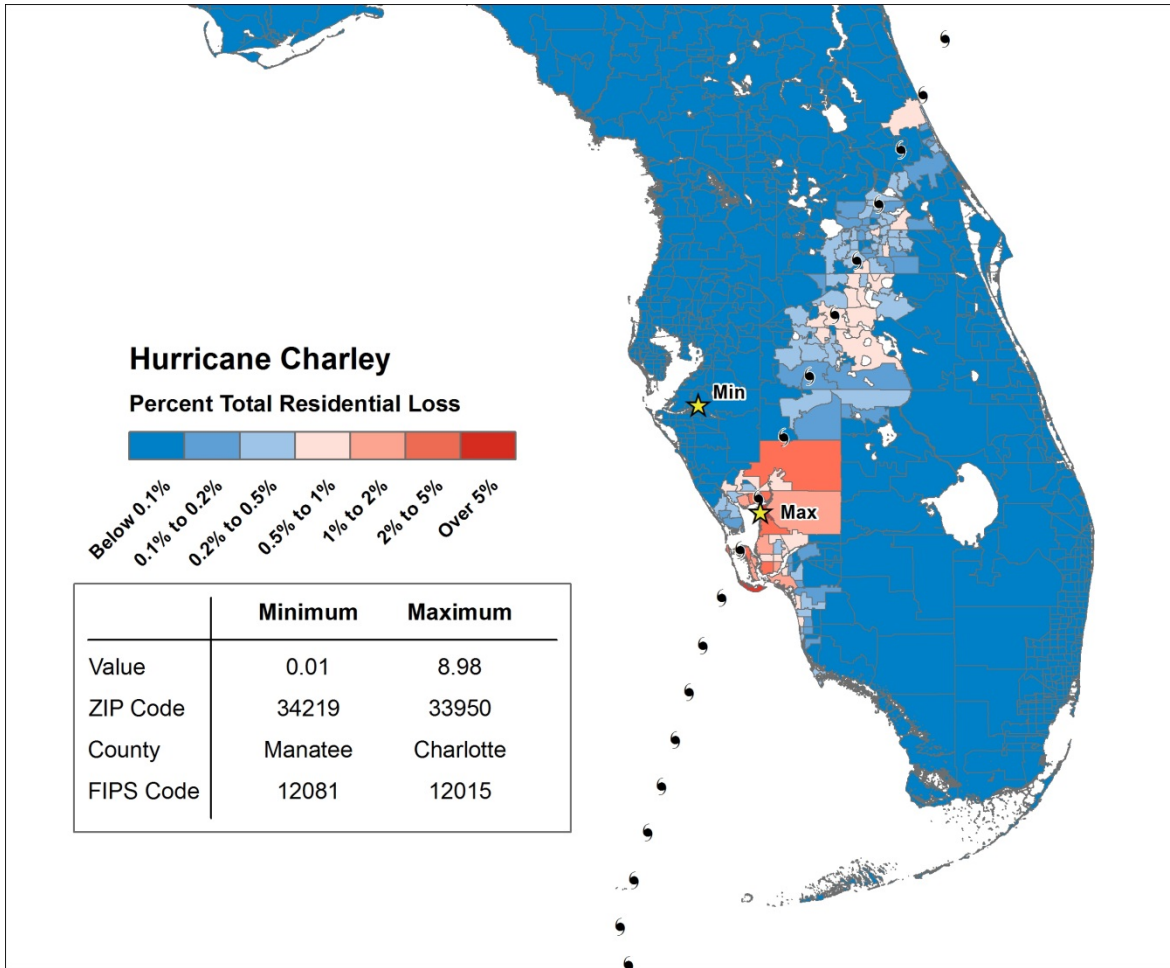 Hurricane Charley
Percent Total Residential Loss
Below 0.1%
0.1% to 0.2%
0.2% to 0.5%
0.5% to 1%
1% to 2%
2% to 5%
Over 5%
Min
Max
Minimum Maximum
Value 0.01 8.98
ZIP Code 34219 33950
County Manatee Charlotte
FIPS Code 12081 12015